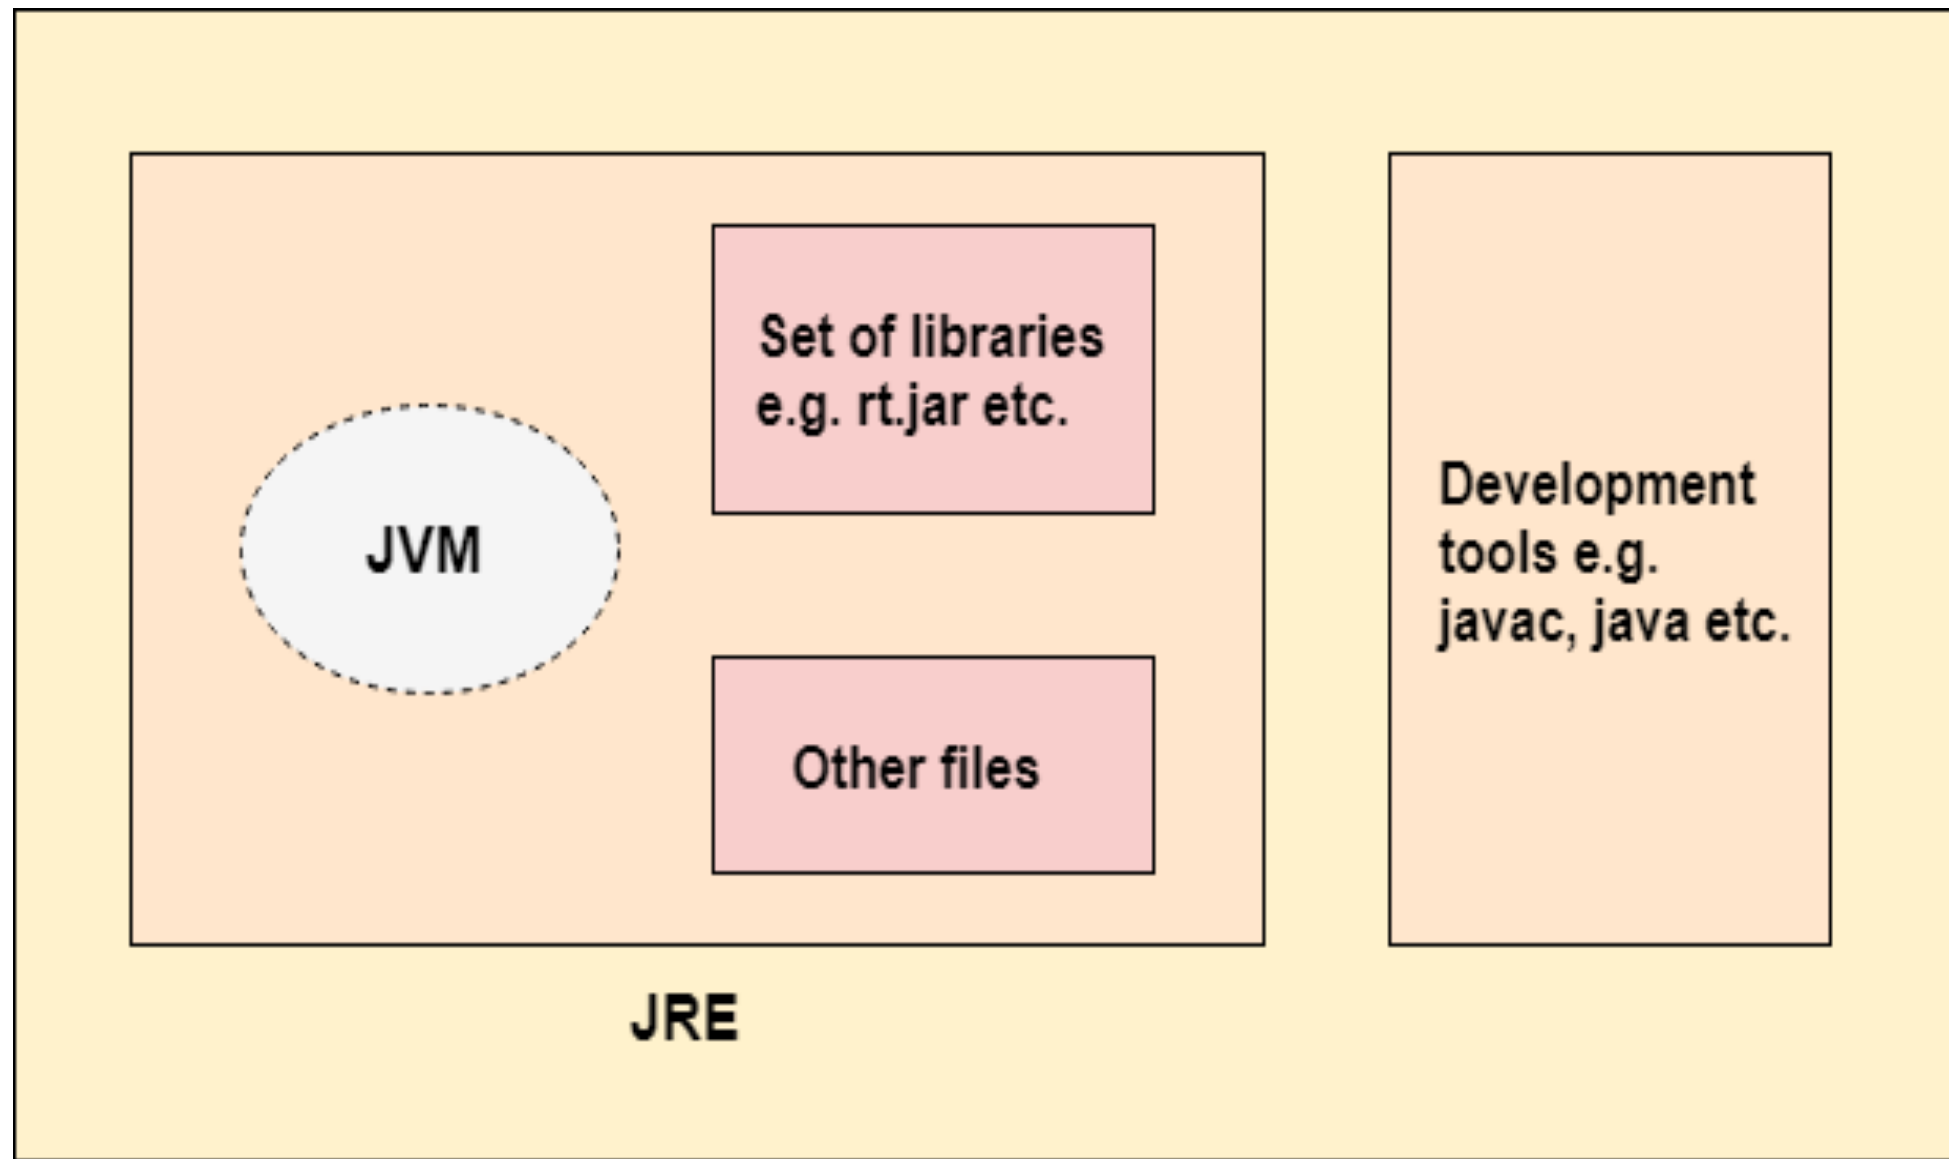 Set of libraries
e.g. rt.jar etc.
JVM
Other files
JRE
Development
tools e.g.
javac, java etc.